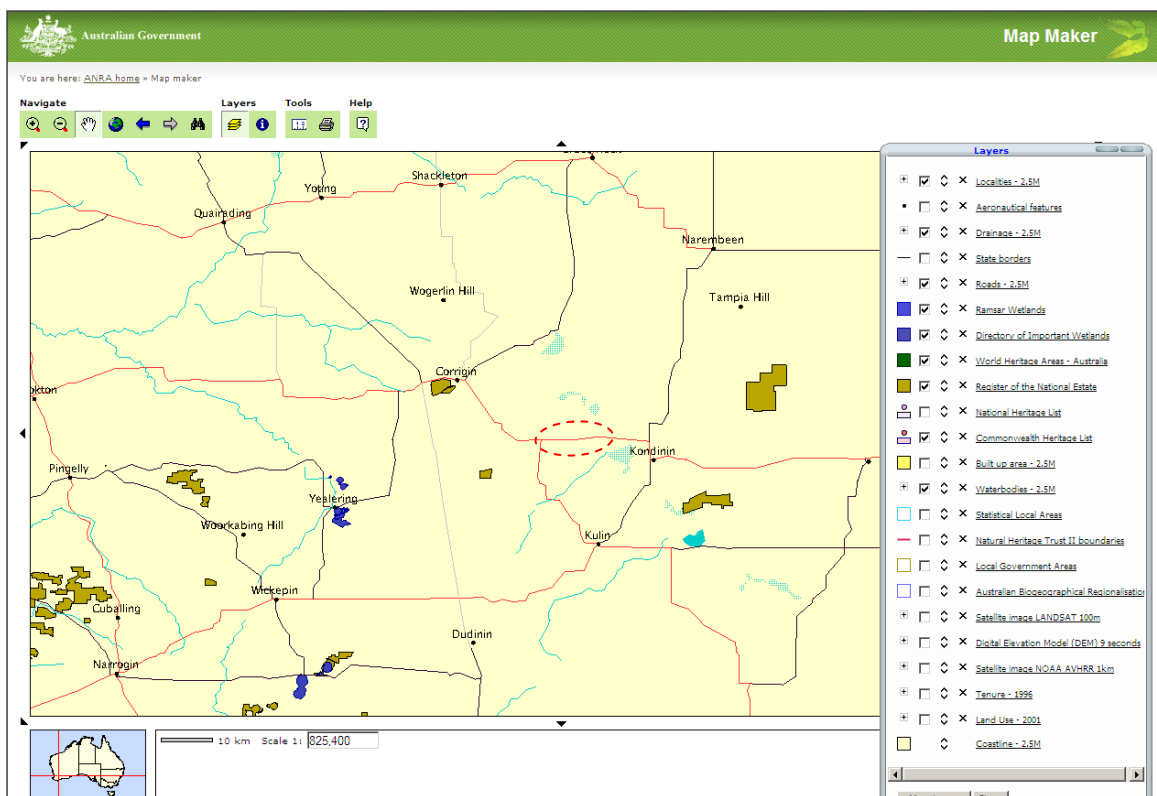 Australian Government
Map Maker
You are here: ANRA home » Map maker
Navigate
Layers
Tools
Help
Layers
Localities - 2.5M
Aeronautical features
Drainage - 2.5M
State borders
Roads - 2.5M
Ramsar Wetlands
Directory of Important Wetlands
World Heritage Areas - Australia
Register of the National Estate
National Heritage List
Commonwealth Heritage List
Built up area - 2.5M
Waterbodies - 2.5M
Statistical Local Areas
Natural Heritage Trust II boundaries
Local Government Areas
Australian Biogeographical Regionalisation
Satellite image LANDSAT 100m
Digital Elevation Model (DEM) 9 seconds
Satellite image NOAA AVHRR 1km
Tenure - 1996
Land Use - 2001
Coastline - 2.5M
Shackleton
Yoting
Quairading
Narembeen
Wogerlin Hill
Tampia Hill
Corrigin
okton
Kondinin
Pingelly
Yealering
Woorkabing Hill
Kulin
Wickepin
Cuballing
Dudinin
Narrogin
10 km Scale 1: 825,400